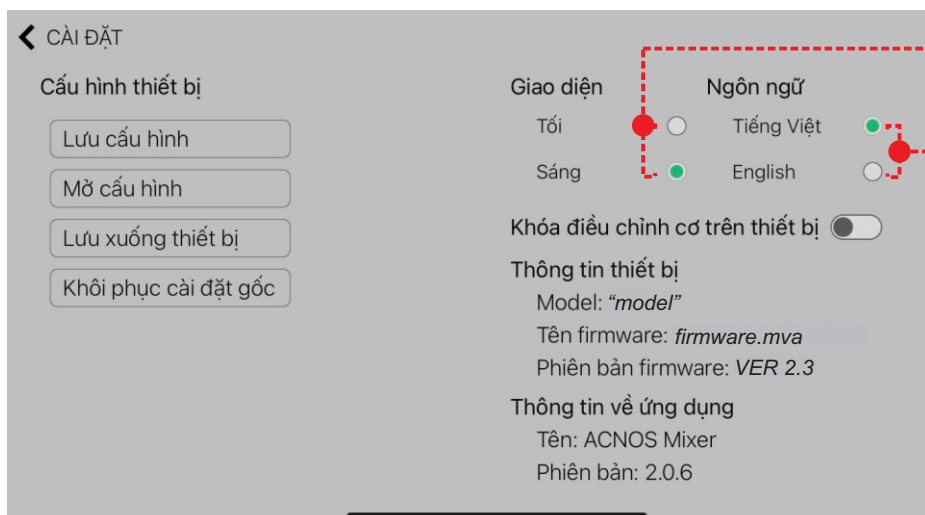 CÀI ĐẶT
Cấu hình thiết bị
Lưu cấu hình
Mở cấu hình
Lưu xuống thiết bị
Khôi phục cài đặt gốc
Giao diện
Tối
Sáng
Ngôn ngữ
Tiếng Việt
English
Khóa điều chỉnh cơ trên thiết bị
Thông tin thiết bị
Model: “model”
Tên firmware: firmware.mva
Phiên bản firmware: VER 2.3
Thông tin về ứng dụng
Tên: ACNOS Mixer
Phiên bản: 2.0.6